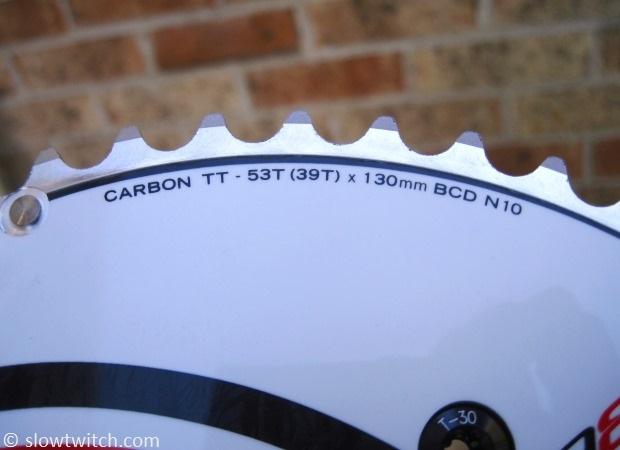 CARBON TT - 53T (39T) x 130mm BCD N10
T-30
© slowtwitch.com